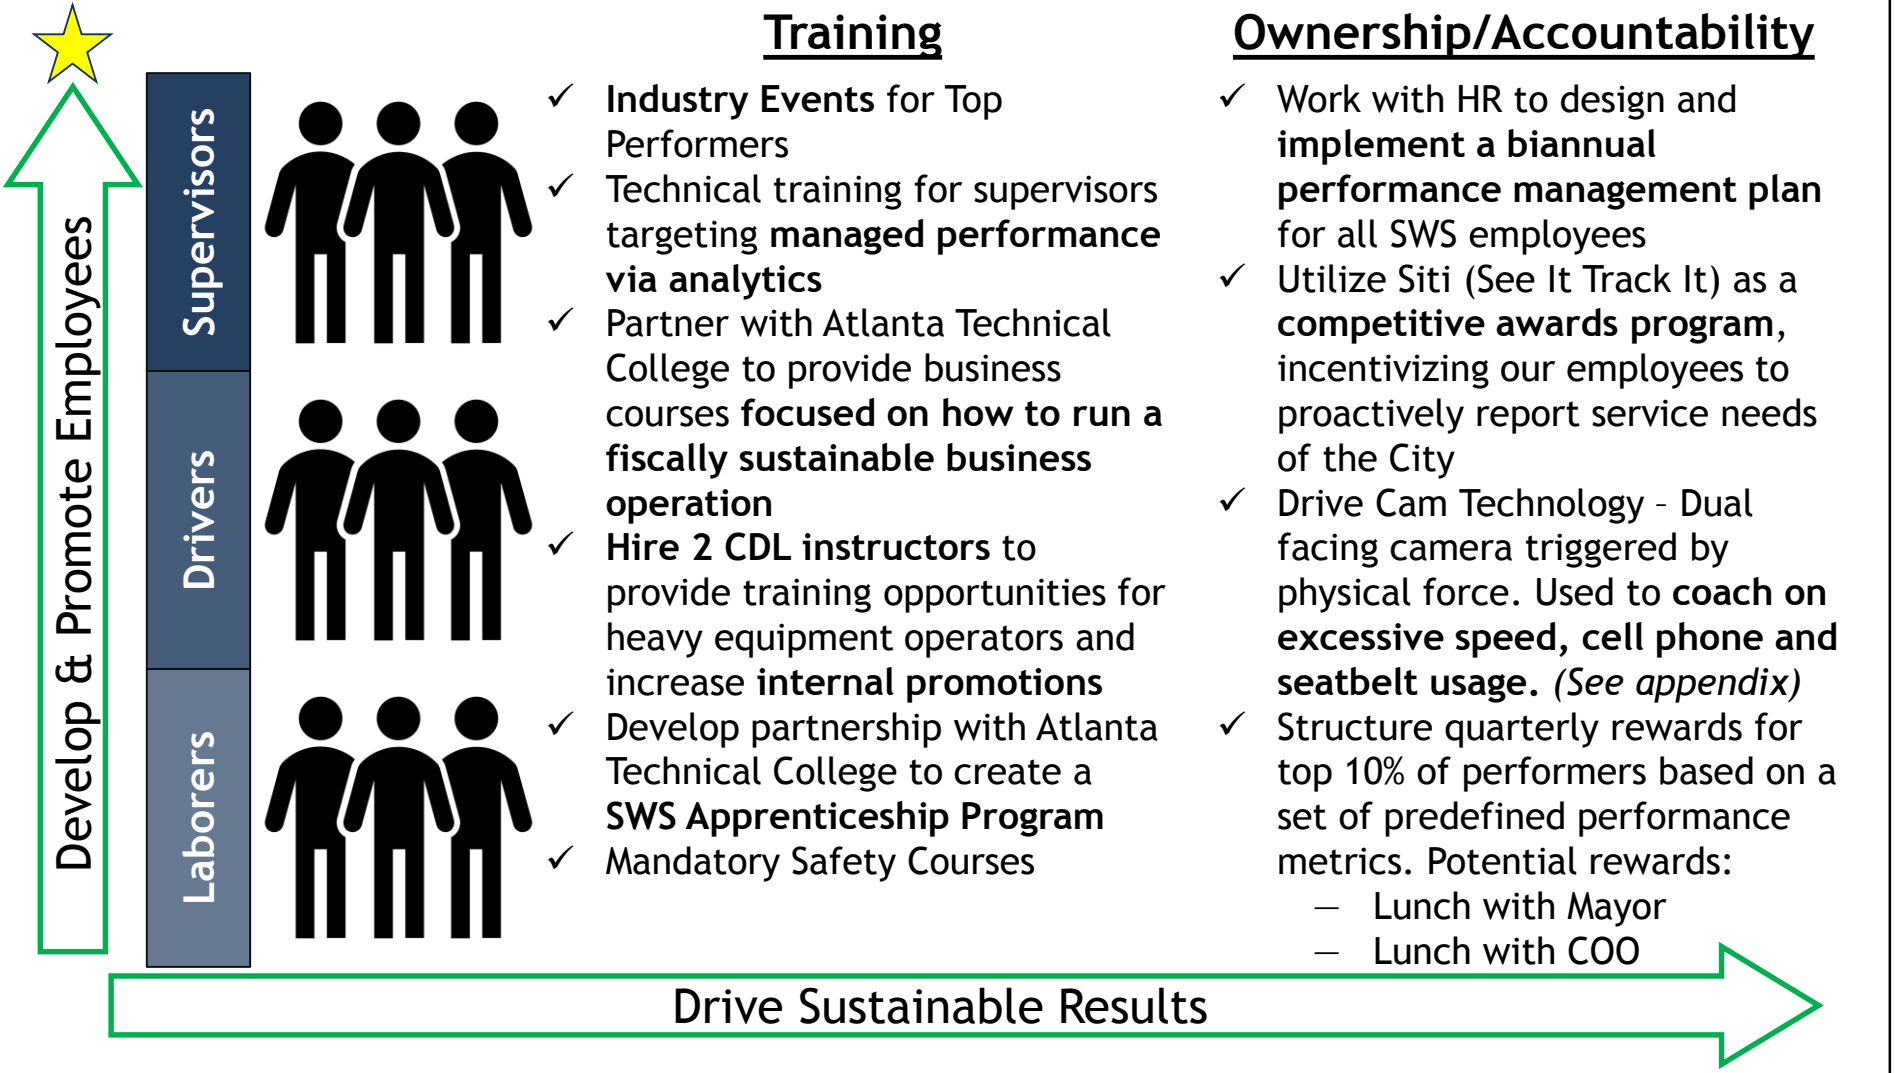 Develop & Promote Employees
Supervisors
Drivers
Laborers
Training
✓ Industry Events for Top
Performers
✓ Technical training for supervisors
targeting managed performance
via analytics
✓ Partner with Atlanta Technical
College to provide business
courses focused on how to run a
fiscally sustainable business
operation
✓ Hire 2 CDL instructors to
provide training opportunities for
heavy equipment operators and
increase internal promotions
✓ Develop partnership with Atlanta
Technical College to create a
SWS Apprenticeship Program
✓ Mandatory Safety Courses
Ownership/Accountability
✓ Work with HR to design and
implement a biannual
performance management plan
for all SWS employees
✓ Utilize Siti (See It Track It) as a
competitive awards program,
incentivizing our employees to
proactively report service needs
of the City
✓ Drive Cam Technology – Dual
facing camera triggered by
physical force. Used to coach on
excessive speed, cell phone and
seatbelt usage. (See appendix)
✓ Structure quarterly rewards for
top 10% of performers based on a
set of predefined performance
metrics. Potential rewards:
— Lunch with Mayor
— Lunch with COO
Drive Sustainable Results